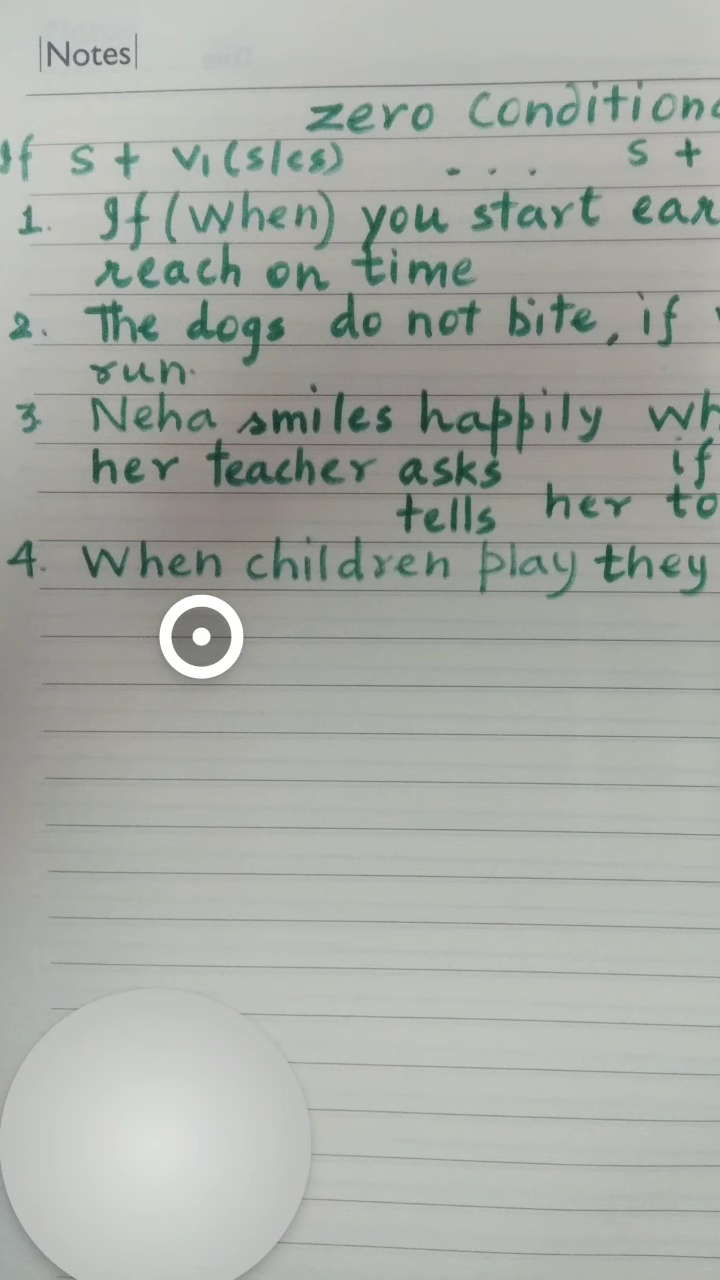 |Notes|
zero Condition
If S + V₁(s/es) ... S +
1. If (When) you start ear
reach on time
2. The dogs do not bite, if
run.
3 Neha smiles happily wh
her teacher asks if
tells her to
4. When children play they